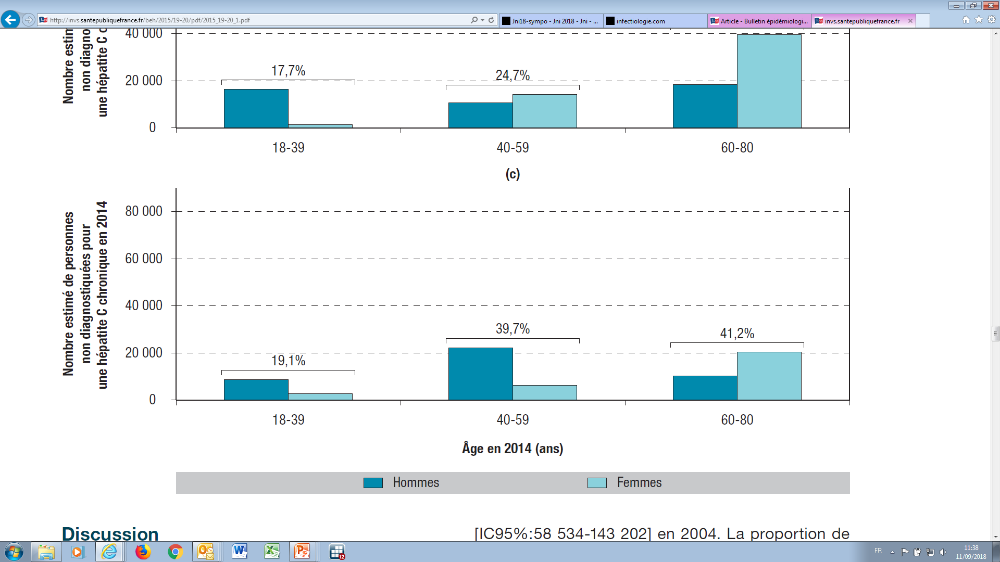 http://invs.santepubliquefrance.fr/beh/2015/19-20/pdf/2015_19-20_1.pdf
Jni18-sympo - Jni 2018 - Jni - ...
infectiologie.com
Article - Bulletin épidémiologi...
invs.santepubliquefrance.fr
non diagno
une hépatite C
40 000
20 000
0
17,7%
24,7%
18-39
40-59
60-80
(c)
Nombre estimé de personnes
non diagnostiquées pour
une hépatite C chronique en 2014
80 000
60 000
40 000
20 000
0
19,1%
39,7%
41,2%
18-39
40-59
60-80
Âge en 2014 (ans)
Hommes
Femmes
Discussion
[IC95%:58 534-143 202] en 2004. La proportion de
FR
12
11:38
11/09/2018